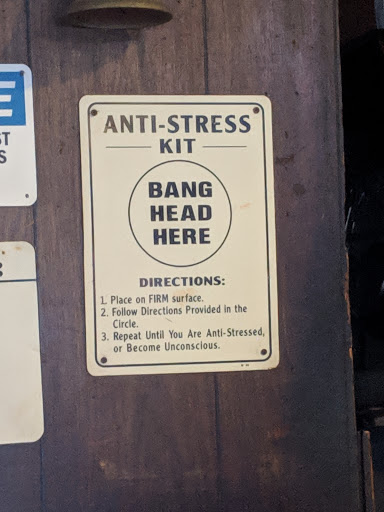 ANTI-STRESS
KIT
BANG
HEAD
HERE
DIRECTIONS:
1. Place on FIRM surface.
2. Follow Directions Provided in the
Circle.
3. Repeat Until You Are Anti-Stressed,
or Become Unconscious.
E
ST
S